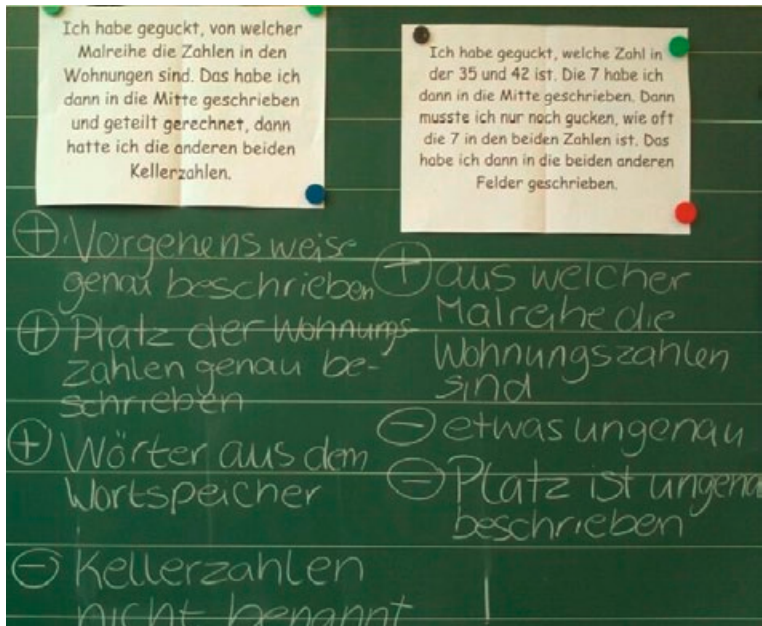 Ich habe geguckt, von welcher
Malreihe die Zahlen in den
Wohnungen sind. Das habe ich
dann in die Mitte geschrieben
und geteilt gerechnet, dann
hatte ich die anderen beiden
Kellerzahlen.
Ich habe geguckt, welche Zahl in
der 35 und 42 ist. Die 7 habe ich
dann in die Mitte geschrieben. Dann
musste ich nur noch gucken, wie oft
die 7 in den beiden Zahlen ist. Das
habe ich dann in die beiden anderen
Felder geschrieben.
+ Vorgehensweise
genau beschrieben
+ Platz der Wohnungs-
zahlen genau be-
schrieben
+ Wörter aus dem
Wortspeicher
- Kellerzahlen
nicht benannt
+ aus welcher
Malreihe die
Wohnungszahlen
sind
- etwas ungenau
- Platz ist ungena
beschrieben